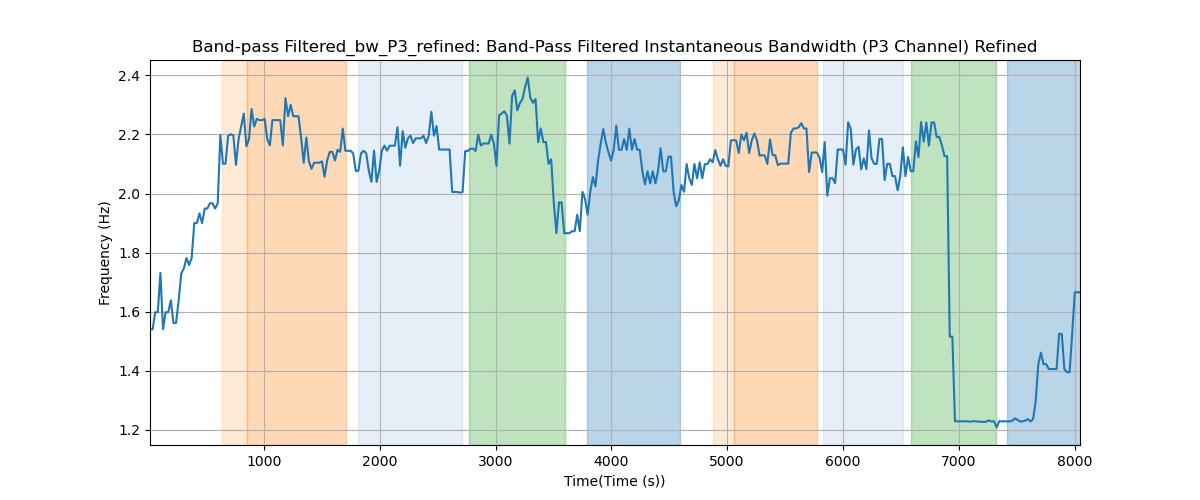 Band-pass Filtered_bw_P3_refined: Band-Pass Filtered Instantaneous Bandwidth (P3 Channel) Refined
2.4
2.2
2.0
1.8
1.6
1.4
1.2
Frequency (Hz)
1000 2000 3000 4000 5000 6000 7000 8000
Time(Time (s))